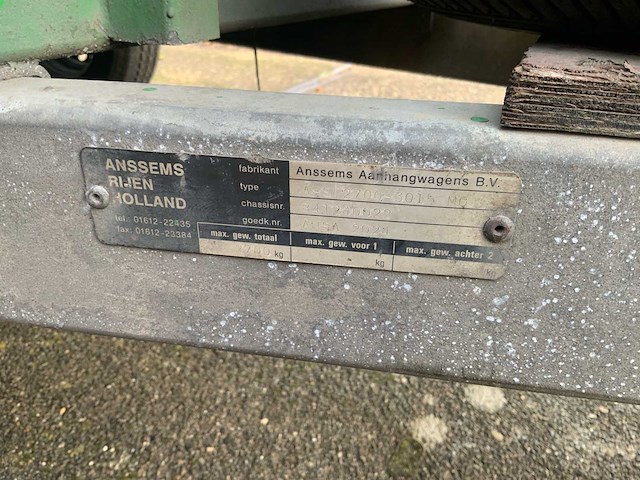 ANSSEMS
RIJEN
HOLLAND
tel.: 01612-22435
fax: 01612-23384
fabrikant Anssems Aanhangwagens B.V.
type
chassisnr.
goedk.nr.
max. gew. totaal max. gew. voor 1 max. gew. achter 2
kg kg kg